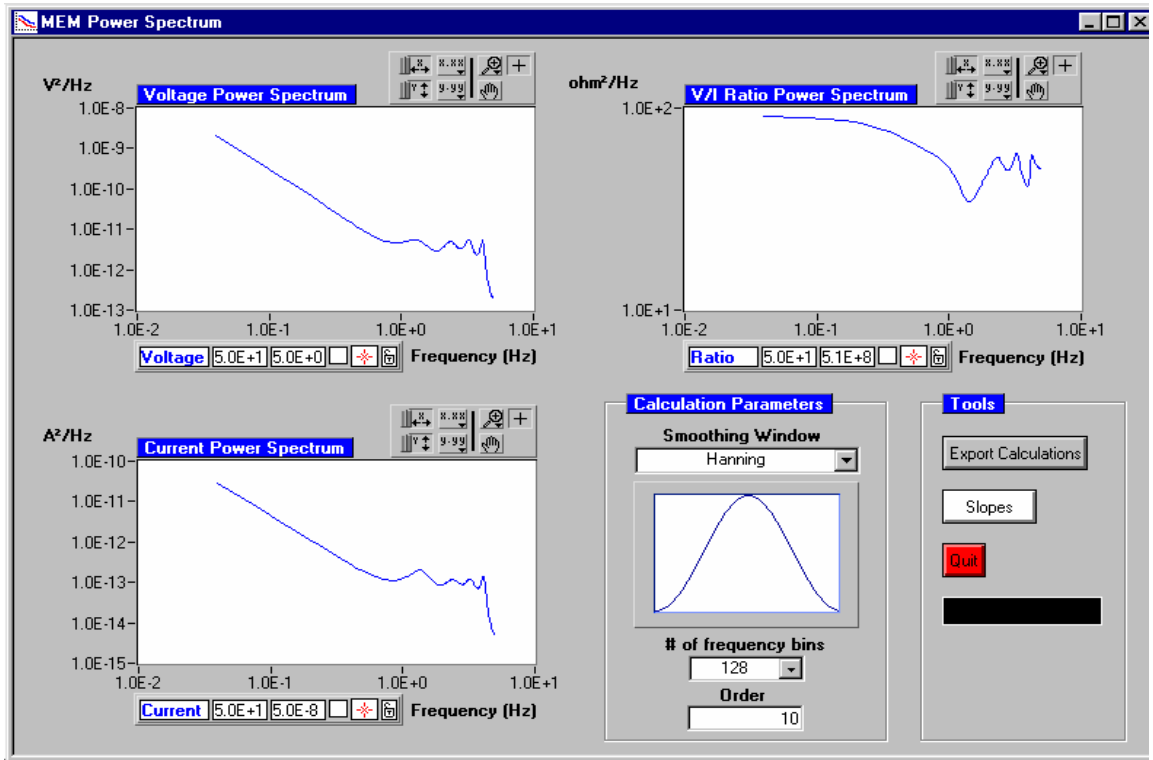 MEM Power Spectrum
V²/Hz
Voltage Power Spectrum
X.XX
Y.YY
1.0E-8
1.0E-9
1.0E-10
1.0E-11
1.0E-12
1.0E-13
1.0E-2
1.0E-1
1.0E+0
1.0E+1
Voltage 5.0E+1 5.0E+0
Frequency (Hz)
ohm²/Hz
V/I Ratio Power Spectrum
X.XX
Y.YY
1.0E+2
1.0E+1
1.0E-2
1.0E-1
1.0E+0
1.0E+1
Ratio 5.0E+1 5.1E+8
Frequency (Hz)
A²/Hz
Current Power Spectrum
X.XX
Y.YY
1.0E-10
1.0E-11
1.0E-12
1.0E-13
1.0E-14
1.0E-15
1.0E-2
1.0E-1
1.0E+0
1.0E+1
Current 5.0E+1 5.0E-8
Frequency (Hz)
Calculation Parameters
Smoothing Window
Hanning
# of frequency bins
128
Order
10
Tools
Export Calculations
Slopes
Quit